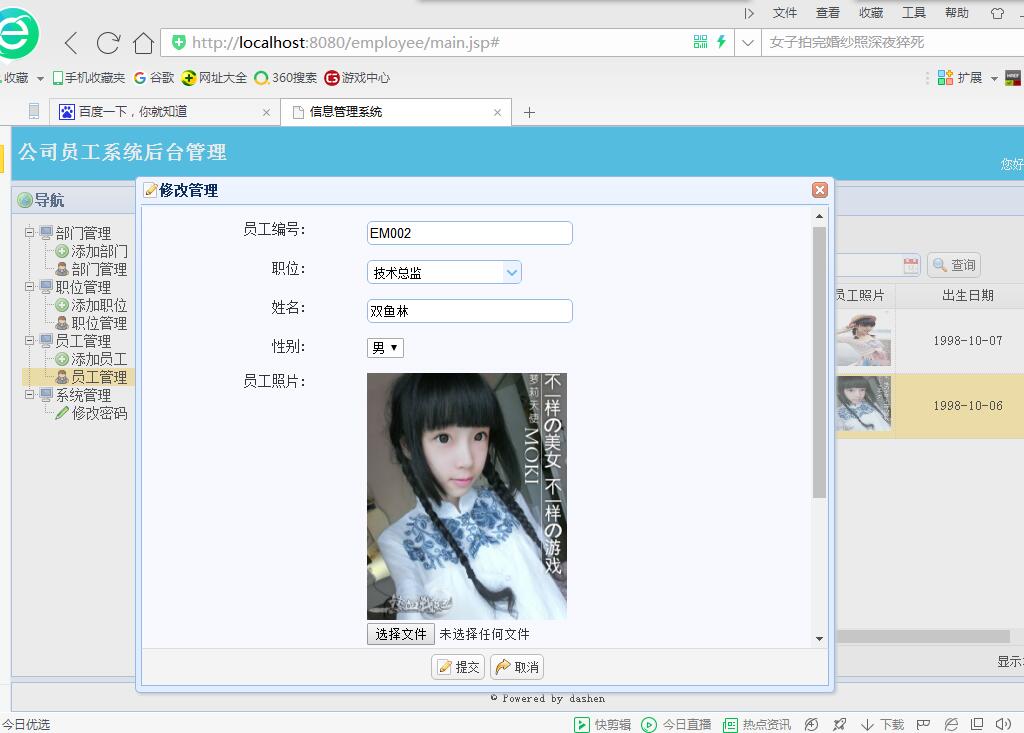 文件 查看 收藏 工具 帮助
http://localhost:8080/employee/main.jsp#
女子拍完婚纱照深夜猝死
收藏 手机收藏夹 谷歌 网址大全 360搜索 游戏中心 扩展
百度一下，你就知道 信息管理系统
公司员工系统后台管理
您好
导航
部门管理
添加部门
部门管理
职位管理
添加职位
职位管理
员工管理
添加员工
员工管理
系统管理
修改密码
修改管理
员工编号: EM002
职位: 技术总监
姓名: 双鱼林
性别: 男
员工照片:
不一样の美女 不一样の游戏
萝莉天使 MOKI
选择文件 未选择任何文件
提交 取消
查询
员工照片 出生日期
1998-10-07
1998-10-06
显示
© Powered by dashen
今日优选 快剪辑 今日直播 热点资讯 下载